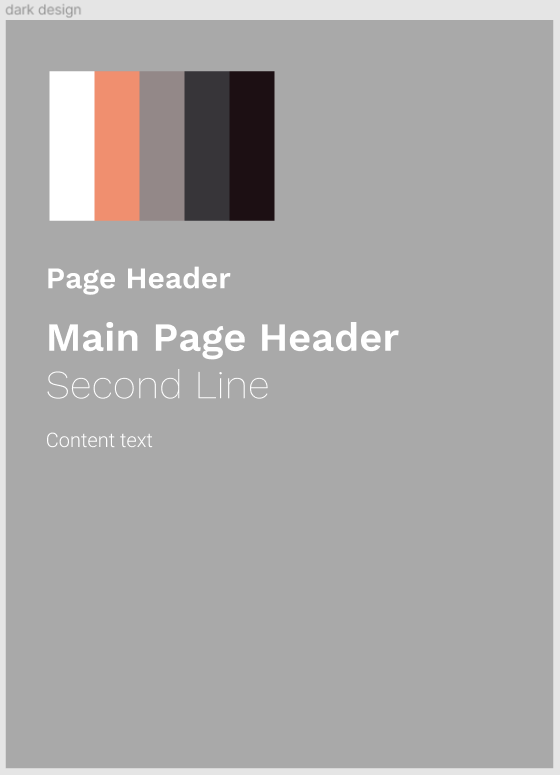 dark design
Page Header
Main Page Header
Second Line
Content text